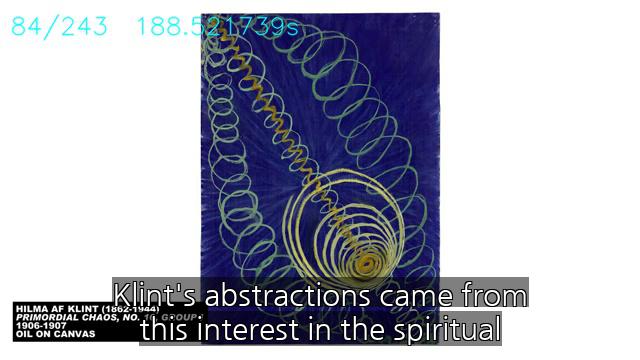 84/243 188.521739s
Klint's abstractions came from
this interest in the spiritual
HILMA AF KLINT (1862-1944)
PRIMORDIAL CHAOS, NO. 16, GROUP
1906-1907
OIL ON CANVAS